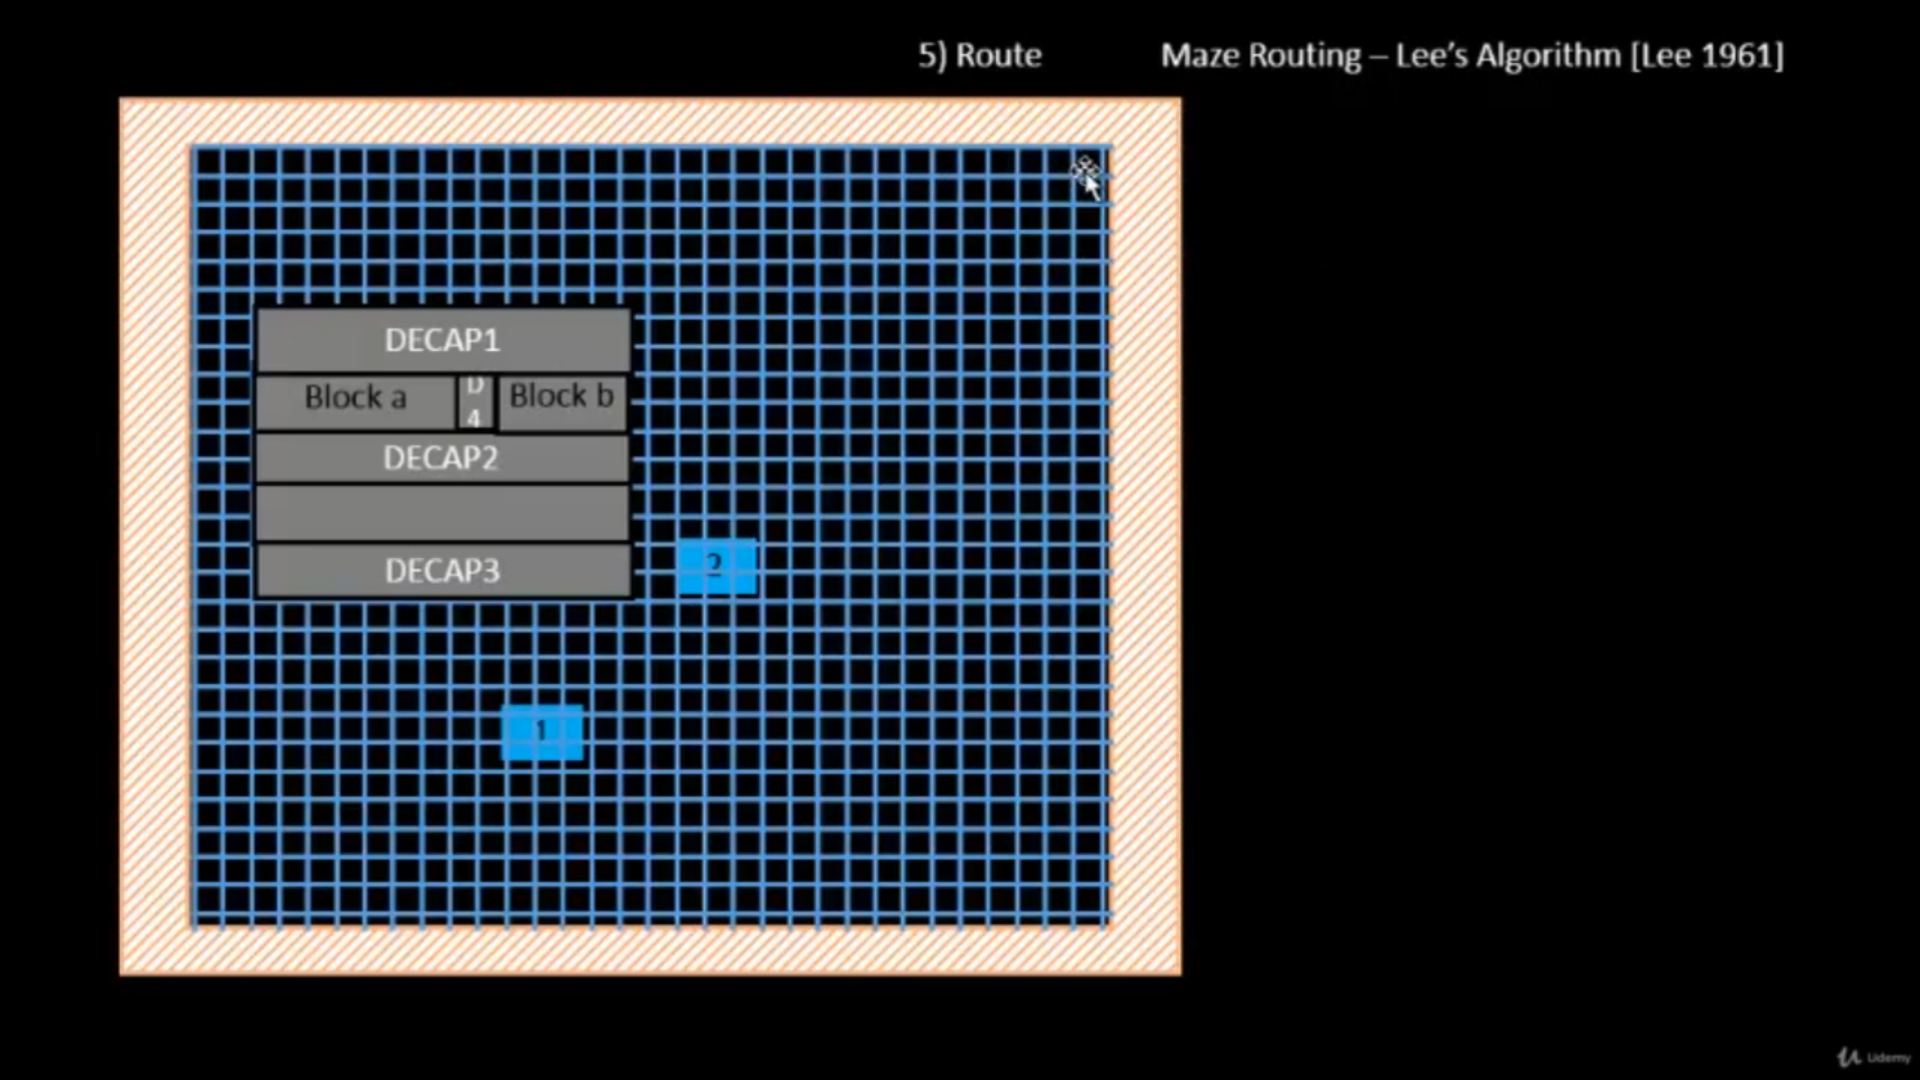 5) Route
Maze Routing – Lee's Algorithm [Lee 1961]
DECAP1
Block a
D
4
Block b
DECAP2
DECAP3
2
1
Udemy